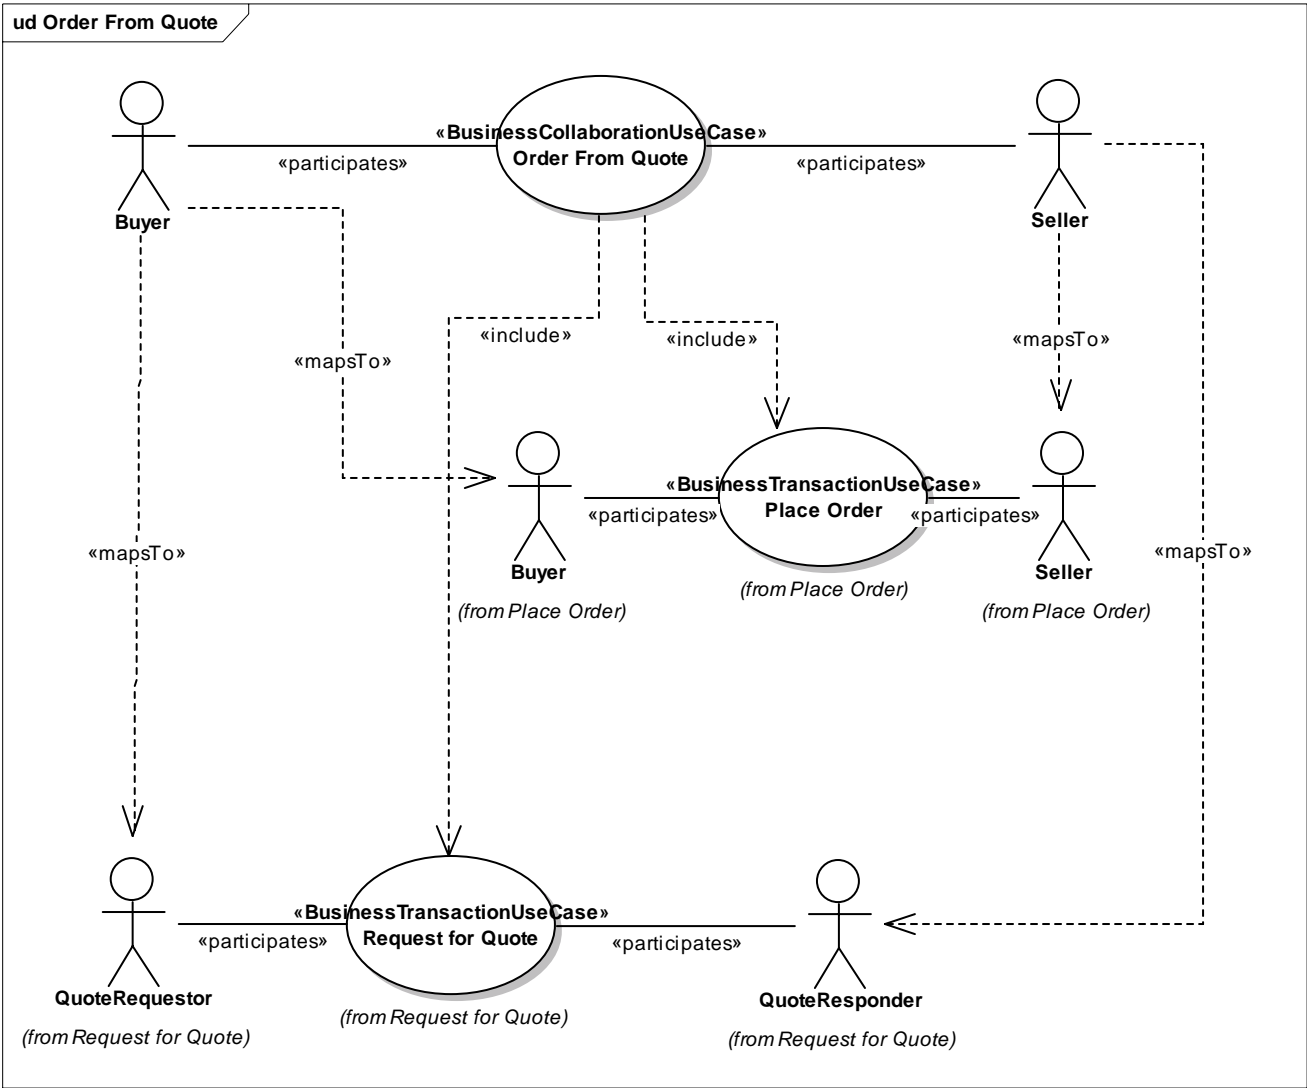 ud Order From Quote
«BusinessCollaborationUseCase»
Order From Quote
«participates»
«participates»
Buyer
Seller
«include»
«include»
«mapsTo»
«mapsTo»
«BusinessTransactionUseCase»
Place Order
«participates»
«participates»
«mapsTo»
«mapsTo»
Buyer
Seller
(from Place Order)
(from Place Order)
(from Place Order)
«BusinessTransactionUseCase»
Request for Quote
«participates»
«participates»
QuoteRequestor
QuoteResponder
(from Request for Quote)
(from Request for Quote)
(from Request for Quote)